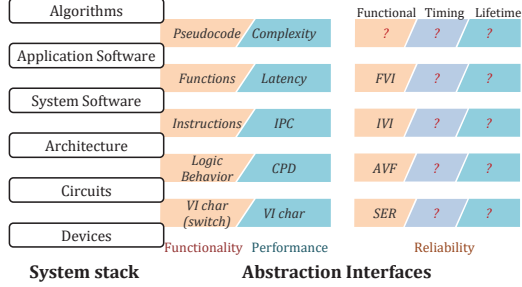 Algorithms
Functional Timing Lifetime
Pseudocode Complexity ? ? ?
Application Software
Functions Latency FVI ? ?
System Software
Instructions IPC IVI ? ?
Architecture
Logic
Behavior CPD AVF ? ?
Circuits
VI char
(switch) VI char SER ? ?
Devices
Functionality Performance Reliability
System stack Abstraction Interfaces